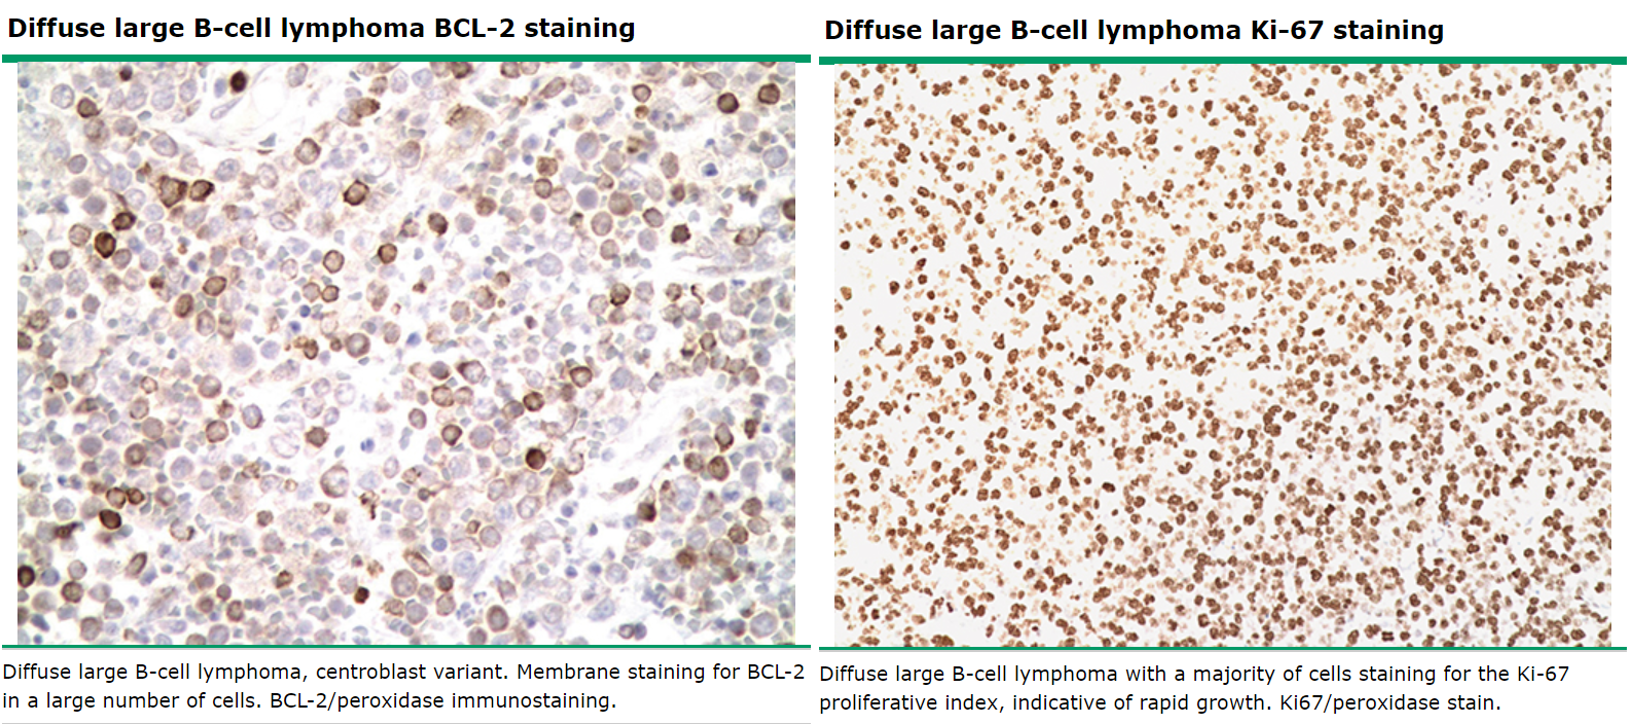 Diffuse large B-cell lymphoma BCL-2 staining
Diffuse large B-cell lymphoma, centroblast variant. Membrane staining for BCL-2
in a large number of cells. BCL-2/peroxidase immunostaining.
Diffuse large B-cell lymphoma Ki-67 staining
Diffuse large B-cell lymphoma with a majority of cells staining for the Ki-67
proliferative index, indicative of rapid growth. Ki67/peroxidase stain.